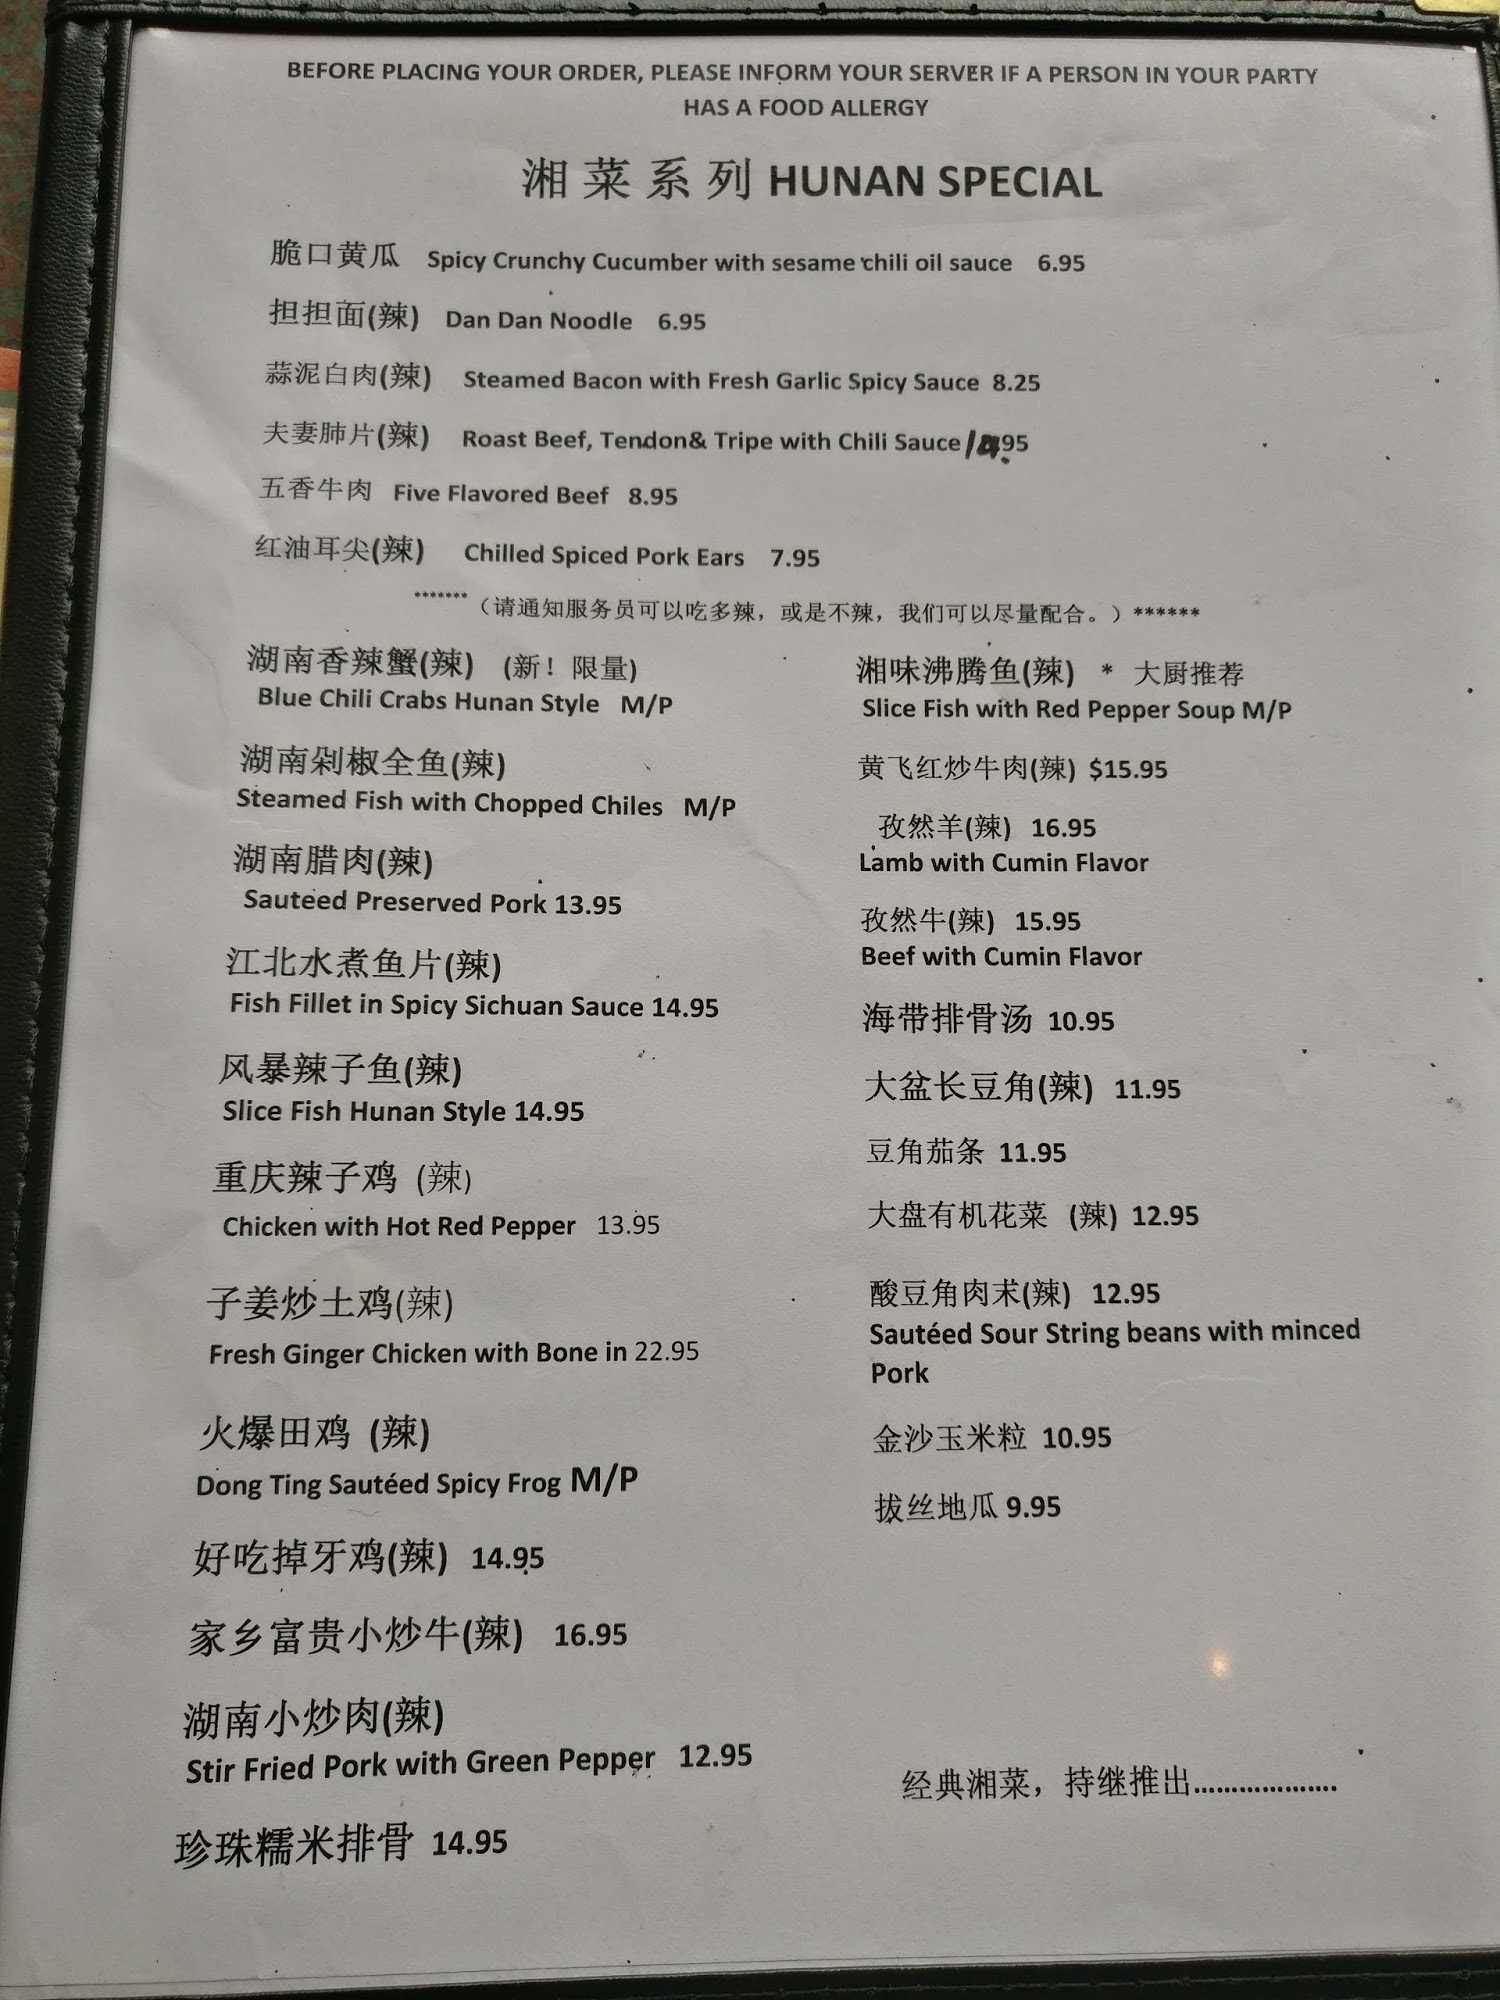 BEFORE PLACING YOUR ORDER, PLEASE INFORM YOUR SERVER IF A PERSON IN YOUR PARTY
HAS A FOOD ALLERGY
湘菜系列 HUNAN SPECIAL
脆口黄瓜 Spicy Crunchy Cucumber with sesame chili oil sauce 6.95
担担面(辣) Dan Dan Noodle 6.95
蒜泥白肉(辣) Steamed Bacon with Fresh Garlic Spicy Sauce 8.25
夫妻肺片(辣) Roast Beef, Tendon& Tripe with Chili Sauce .95
五香牛肉 Five Flavored Beef 8.95
红油耳尖(辣) Chilled Spiced Pork Ears 7.95
*******（请通知服务员可以吃多辣，或是不辣，我们可以尽量配合。）******
湖南香辣蟹(辣) (新！限量)
Blue Chili Crabs Hunan Style M/P
湖南剁椒全鱼(辣)
Steamed Fish with Chopped Chiles M/P
湖南腊肉(辣)
Sauteed Preserved Pork 13.95
江北水煮鱼片(辣)
Fish Fillet in Spicy Sichuan Sauce 14.95
风暴辣子鱼(辣)
Slice Fish Hunan Style 14.95
重庆辣子鸡 (辣)
Chicken with Hot Red Pepper 13.95
子姜炒土鸡(辣)
Fresh Ginger Chicken with Bone in 22.95
火爆田鸡 (辣)
Dong Ting Sautéed Spicy Frog M/P
好吃掉牙鸡(辣) 14.95
家乡富贵小炒牛(辣) 16.95
湖南小炒肉(辣)
Stir Fried Pork with Green Pepper 12.95
珍珠糯米排骨 14.95
湘味沸腾鱼(辣) * 大厨推荐
Slice Fish with Red Pepper Soup M/P
黄飞红炒牛肉(辣) $15.95
孜然羊(辣) 16.95
Lamb with Cumin Flavor
孜然牛(辣) 15.95
Beef with Cumin Flavor
海带排骨汤 10.95
大盆长豆角(辣) 11.95
豆角茄条 11.95
大盘有机花菜 (辣) 12.95
酸豆角肉末(辣) 12.95
Sautéed Sour String beans with minced
Pork
金沙玉米粒 10.95
拔丝地瓜 9.95
经典湘菜，持继推出...................